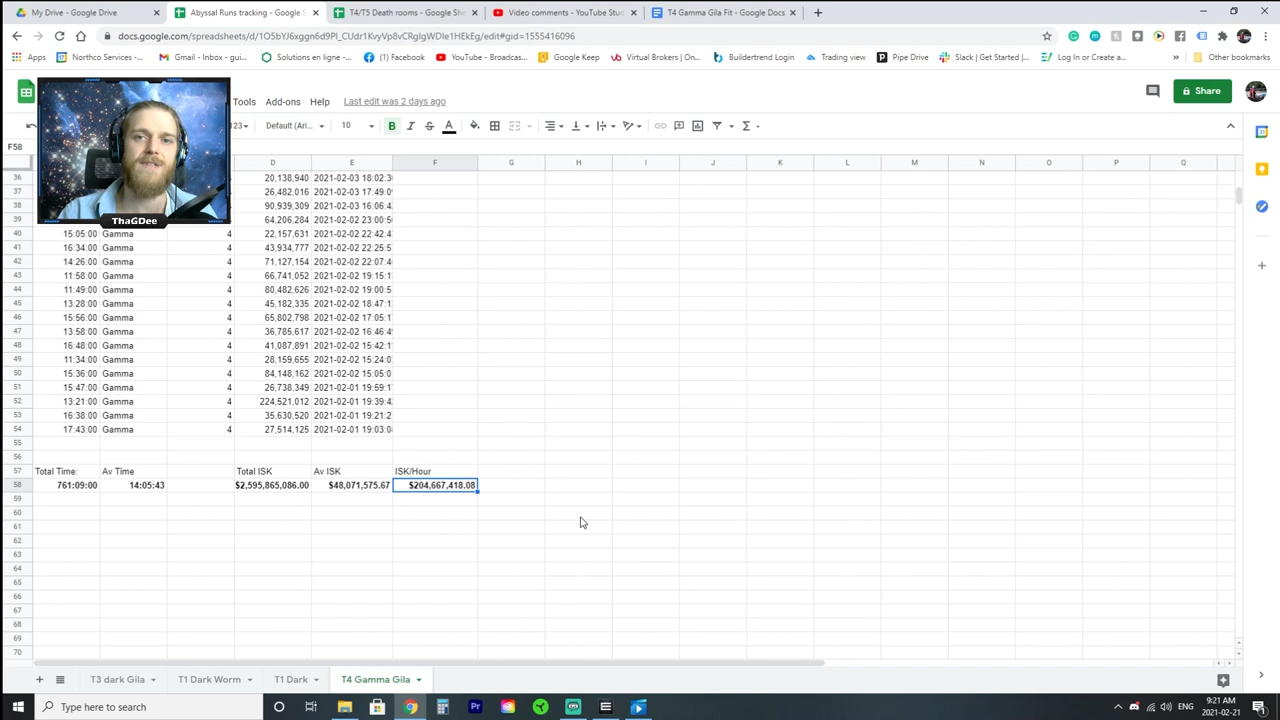 My Drive - Google Drive
Abyssal Runs tracking - Google S
T4/T5 Death rooms - Google She
Video comments - YouTube Stud
T4 Gamma Gila Fit - Google Docs
docs.google.com/spreadsheets/d/
Apps
Northco Services -...
Gmail - Inbox - gui...
Solutions en ligne -...
(1) Facebook
YouTube - Broadcas...
Google Keep
Virtual Brokers | On...
Buildertrend Login
Trading view
Pipe Drive
Slack | Get Started |...
Log In or Create a...
Other bookmarks
Tools Add-ons Help Last edit was 2 days ago
Share
123 Default (Ari... 10 B I S A
F58
D E F G H I J K L M N O P Q
36 20,138,940 2021-02-03 18:02:3
37 26,482,016 2021-02-03 17:49:0
38 90,939,309 2021-02-03 16:06:4
39 64,206,284 2021-02-02 23:00:5
ThaGDee
40 15:05:00 Gamma 4 22,157,631 2021-02-02 22:42:4
41 16:34:00 Gamma 4 43,934,777 2021-02-02 22:25:5
42 14:26:00 Gamma 4 71,127,154 2021-02-02 22:07:4
43 11:58:00 Gamma 4 66,741,052 2021-02-02 19:15:1
44 11:49:00 Gamma 4 80,482,626 2021-02-02 19:00:5
45 13:28:00 Gamma 4 45,182,335 2021-02-02 18:47:1
46 15:56:00 Gamma 4 65,802,798 2021-02-02 17:05:1
47 13:58:00 Gamma 4 36,785,617 2021-02-02 16:46:4
48 16:48:00 Gamma 4 41,087,891 2021-02-02 15:42:1
49 11:34:00 Gamma 4 28,159,655 2021-02-02 15:24:0
50 15:36:00 Gamma 4 84,148,162 2021-02-02 15:05:0
51 15:47:00 Gamma 4 26,738,349 2021-02-01 19:59:1
52 13:21:00 Gamma 4 224,521,012 2021-02-01 19:39:4
53 16:38:00 Gamma 4 35,630,520 2021-02-01 19:21:2
54 17:43:00 Gamma 4 27,514,125 2021-02-01 19:03:0
55
56
57 Total Time: Av Time Total ISK Av ISK ISK/Hour
58 761:09:00 14:05:43 $2,595,865,086.00 $48,071,575.67 $204,667,418.08
59
60
61
62
63
64
65
66
67
68
69
70
T3 dark Gila T1 Dark Worm T1 Dark T4 Gamma Gila
Type here to search
ENG
9:21 AM
2021-02-21